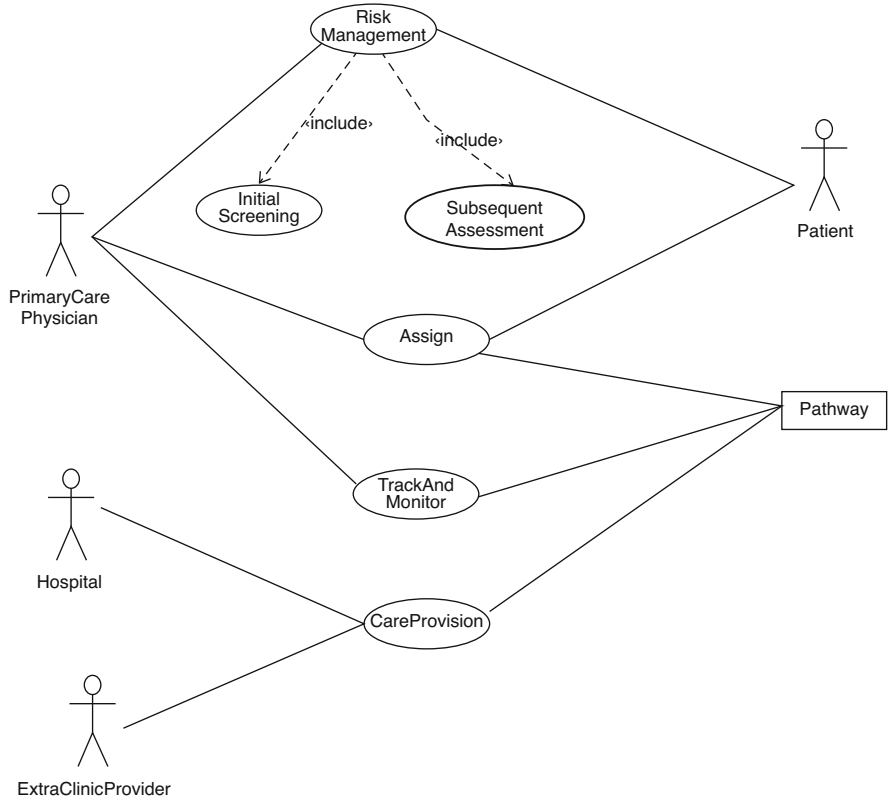 Risk
Management
‹include›
‹include›
Initial
Screening
Subsequent
Assessment
Patient
PrimaryCare
Physician
Assign
Pathway
TrackAnd
Monitor
Hospital
CareProvision
ExtraClinicProvider